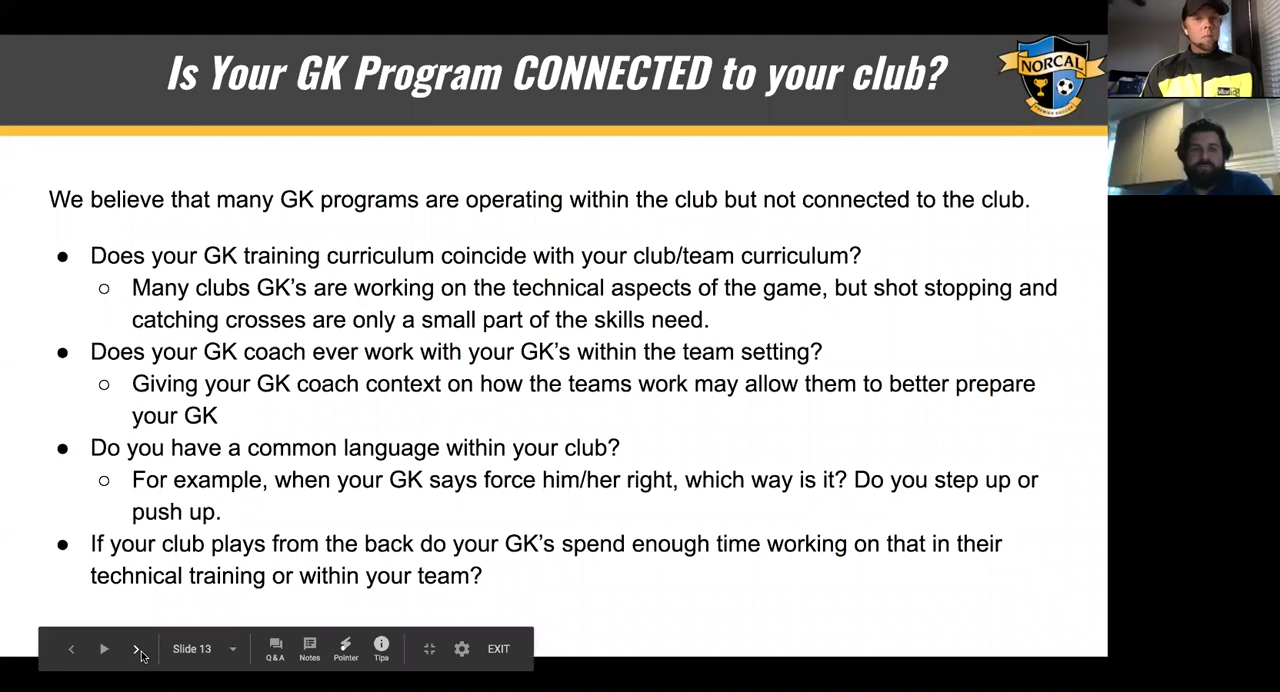 Is Your GK Program CONNECTED to your club?
NORCAL
PREMIER SOCCER
We believe that many GK programs are operating within the club but not connected to the club.
● Does your GK training curriculum coincide with your club/team curriculum?
○ Many clubs GK's are working on the technical aspects of the game, but shot stopping and
catching crosses are only a small part of the skills need.
● Does your GK coach ever work with your GK's within the team setting?
○ Giving your GK coach context on how the teams work may allow them to better prepare
your GK
● Do you have a common language within your club?
○ For example, when your GK says force him/her right, which way is it? Do you step up or
push up.
● If your club plays from the back do your GK's spend enough time working on that in their
technical training or within your team?
Slide 13
Q&A
Notes
Pointer
Tips
EXIT